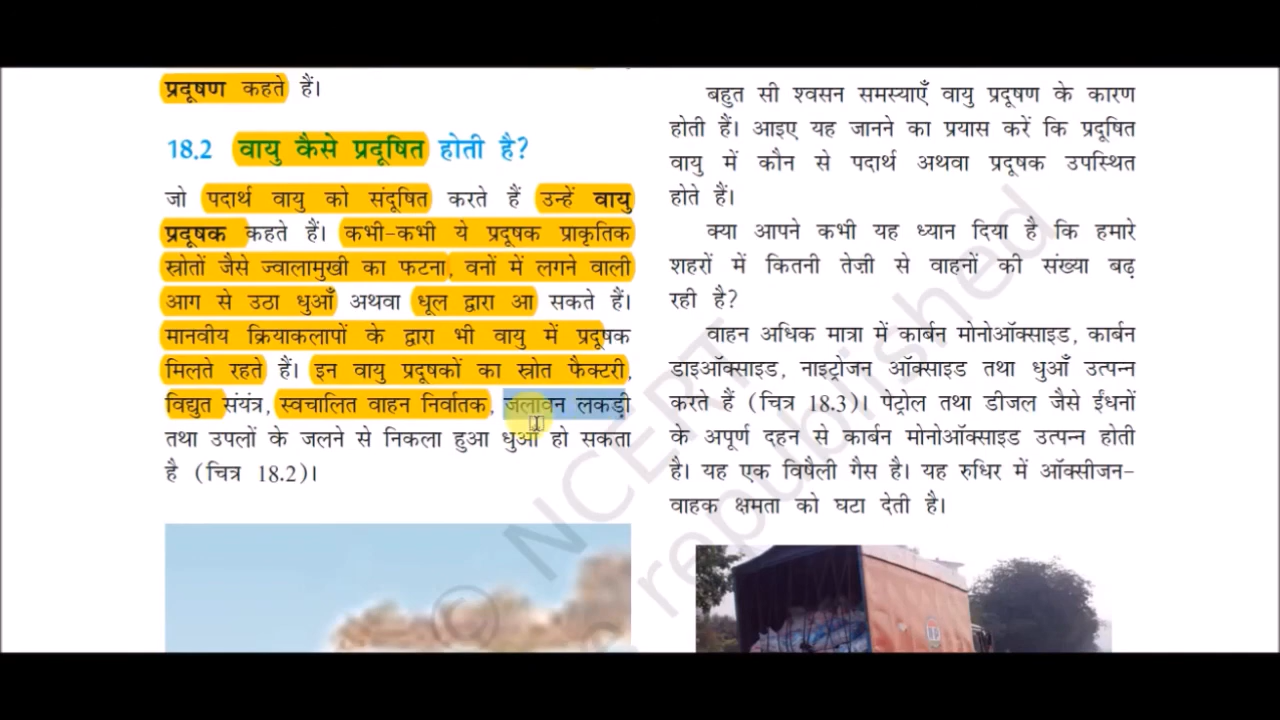 प्रदूषण कहते हैं।
18.2 वायु कैसे प्रदूषित होती है?
जो पदार्थ वायु को संदूषित करते हैं उन्हें वायु
प्रदूषक कहते हैं। कभी-कभी ये प्रदूषक प्राकृतिक
स्रोतों जैसे ज्वालामुखी का फटना, वनों में लगने वाली
आग से उठा धुआँ अथवा धूल द्वारा आ सकते हैं।
मानवीय क्रियाकलापों के द्वारा भी वायु में प्रदूषक
मिलते रहते हैं। इन वायु प्रदूषकों का स्रोत फैक्टरी,
विद्युत संयंत्र, स्वचालित वाहन निर्वातक, जलावन लकड़ी
तथा उपलों के जलने से निकला हुआ धुआँ हो सकता
है (चित्र 18.2)।
बहुत सी श्वसन समस्याएँ वायु प्रदूषण के कारण
होती हैं। आइए यह जानने का प्रयास करें कि प्रदूषित
वायु में कौन से पदार्थ अथवा प्रदूषक उपस्थित
होते हैं।
क्या आपने कभी यह ध्यान दिया है कि हमारे
शहरों में कितनी तेज़ी से वाहनों की संख्या बढ़
रही है?
वाहन अधिक मात्रा में कार्बन मोनोऑक्साइड, कार्बन
डाइऑक्साइड, नाइट्रोजन ऑक्साइड तथा धुआँ उत्पन्न
करते हैं (चित्र 18.3)। पेट्रोल तथा डीजल जैसे ईंधनों
के अपूर्ण दहन से कार्बन मोनोऑक्साइड उत्पन्न होती
है। यह एक विषैली गैस है। यह रुधिर में ऑक्सीजन-
वाहक क्षमता को घटा देती है।
© NCERT
republished